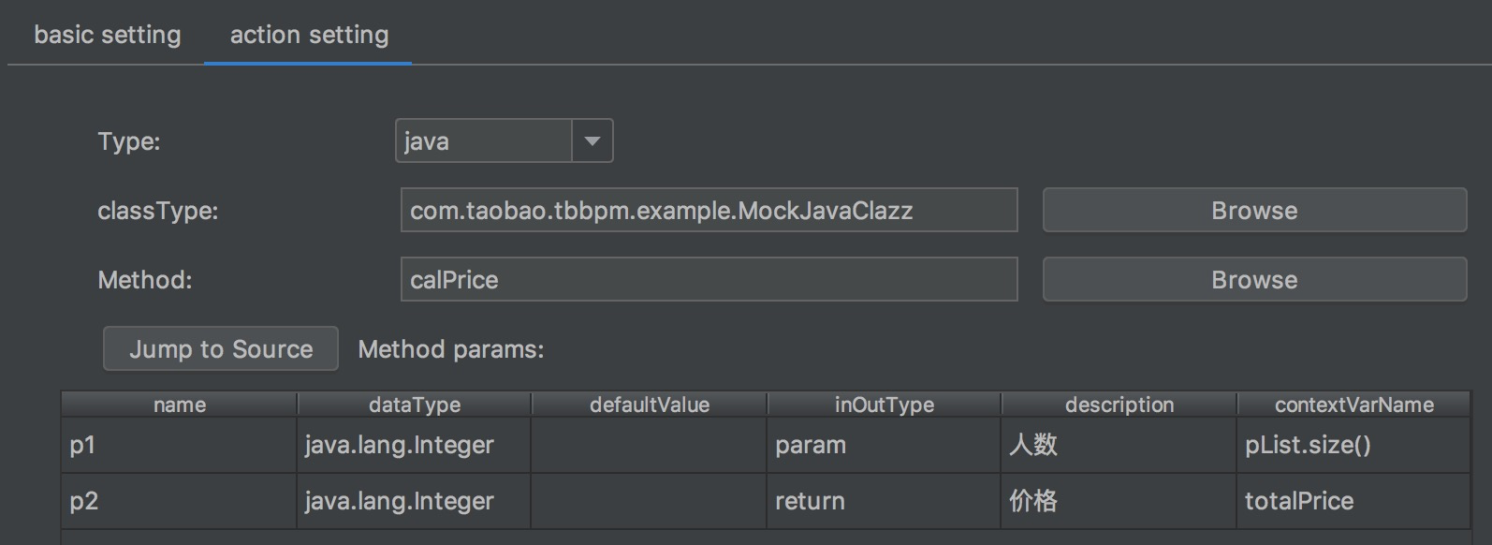 basic setting action setting
Type: java
classType: com.taobao.tbbpm.example.MockJavaClazz Browse
Method: calPrice Browse
Jump to Source Method params:
name dataType defaultValue inOutType description contextVarName
p1 java.lang.Integer param 人数 pList.size()
p2 java.lang.Integer return 价格 totalPrice